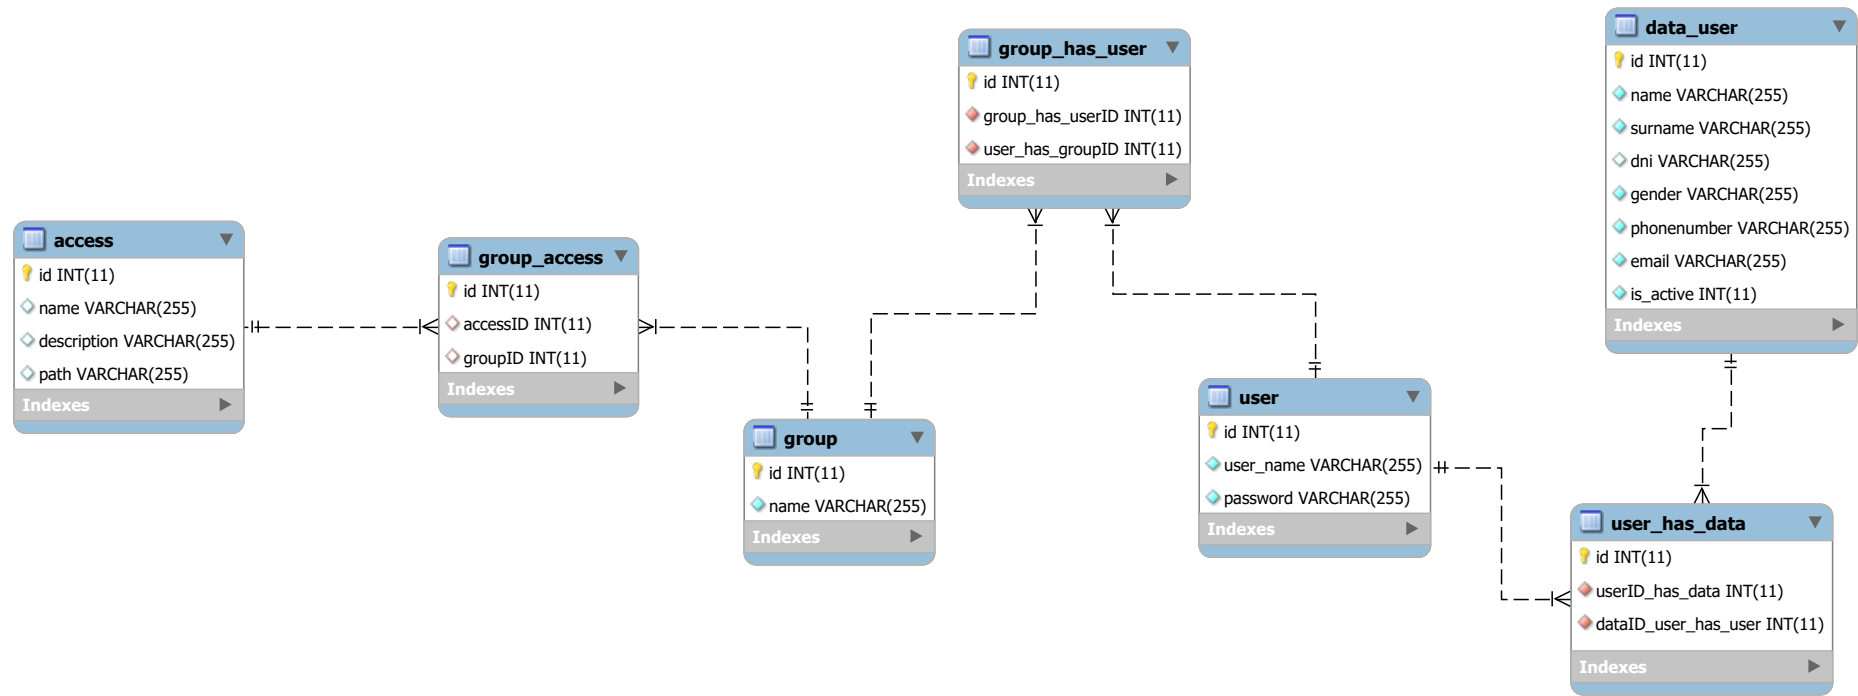 access
id INT(11)
name VARCHAR(255)
description VARCHAR(255)
path VARCHAR(255)
Indexes
group_access
id INT(11)
accessID INT(11)
groupID INT(11)
Indexes
group
id INT(11)
name VARCHAR(255)
Indexes
group_has_user
id INT(11)
group_has_userID INT(11)
user_has_groupID INT(11)
Indexes
user
id INT(11)
user_name VARCHAR(255)
password VARCHAR(255)
Indexes
data_user
id INT(11)
name VARCHAR(255)
surname VARCHAR(255)
dni VARCHAR(255)
gender VARCHAR(255)
phonenumber VARCHAR(255)
email VARCHAR(255)
is_active INT(11)
Indexes
user_has_data
id INT(11)
userID_has_data INT(11)
dataID_user_has_user INT(11)
Indexes